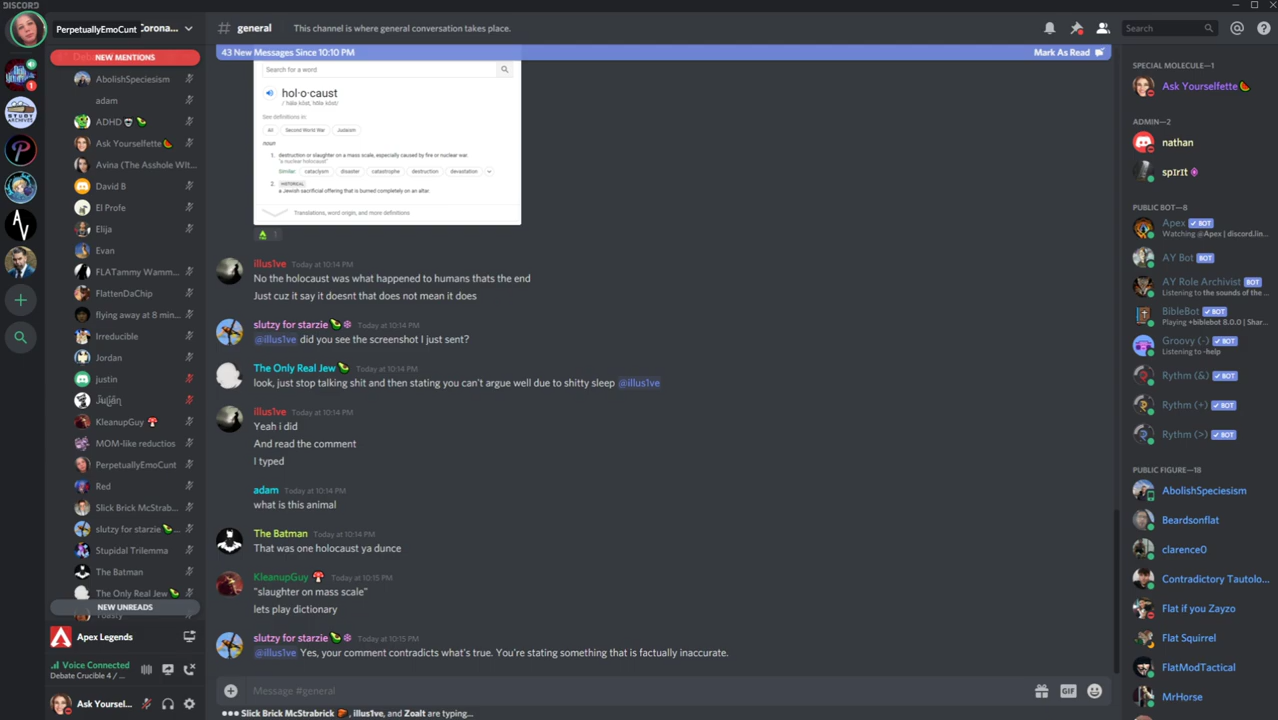 DISCORD
PerpetuallyEmoCunt
Corona...
NEW MENTIONS
AbolishSpeciesism
adam
ADHD
Ask Yourselfette
Avina (The Asshole WIt...
David B
El Profe
Elija
Evan
FLATammy Wamm...
FlattenDaChip
flying away at 8 min...
Irreducible
Jordan
justin
KleanupGuy
MOM-like reductios
PerpetuallyEmoCunt
Red
Slick Brick McStrab...
slutzy for starzie ...
Stupidal Trilemma
The Batman
The Only Real Jew
NEW UNREADS
Toasty
Apex Legends
Voice Connected
Debate Crucible 4 / ...
Ask Yoursel...
# general
This channel is where general conversation takes place.
Search
43 New Messages Since 10:10 PM
Mark As Read
Search for a word
hol·o·caust
/ˈhäləˌkôst, ˈhōləˌkôst/
See definitions in:
All
Second World War
Judaism
noun
1. destruction or slaughter on a mass scale, especially caused by fire or nuclear war.
"a nuclear holocaust"
Similar:
cataclysm
disaster
catastrophe
destruction
devastation
2. HISTORICAL
a Jewish sacrificial offering that is burned completely on an altar.
Translations, word origin, and more definitions
1
illus1ve Today at 10:14 PM
No the holocaust was what happened to humans thats the end
Just cuz it say it doesnt that does not mean it does
slutzy for starzie Today at 10:14 PM
@illus1ve did you see the screenshot I just sent?
The Only Real Jew Today at 10:14 PM
look, just stop talking shit and then stating you can't argue well due to shitty sleep @illus1ve
illus1ve Today at 10:14 PM
Yeah i did
And read the comment
I typed
adam Today at 10:14 PM
what is this animal
The Batman Today at 10:14 PM
That was one holocaust ya dunce
KleanupGuy Today at 10:15 PM
"slaughter on mass scale"
lets play dictionary
slutzy for starzie Today at 10:15 PM
@illus1ve Yes, your comment contradicts what's true. You're stating something that is factually inaccurate.
Message #general
GIF
Slick Brick McStrabrick, illus1ve, and Zoalt are typing...
SPECIAL MOLECULE—1
Ask Yourselfette
ADMIN—2
nathan
sp1r1t
PUBLIC BOT—8
Apex BOT
Watching @Apex | discordJin...
AY Bot BOT
AY Role Archivist BOT
Listening to the sounds of the ...
BibleBot BOT
Playing +biblebot 8.0.0 | Shar...
Groovy (-) BOT
Listening to -help
Rythm (&) BOT
Rythm (+) BOT
Rythm (>) BOT
PUBLIC FIGURE—18
AbolishSpeciesism
Beardsonflat
clarence0
Contradictory Tautolo...
Flat if you Zayzo
Flat Squirrel
FlatModTactical
MrHorse